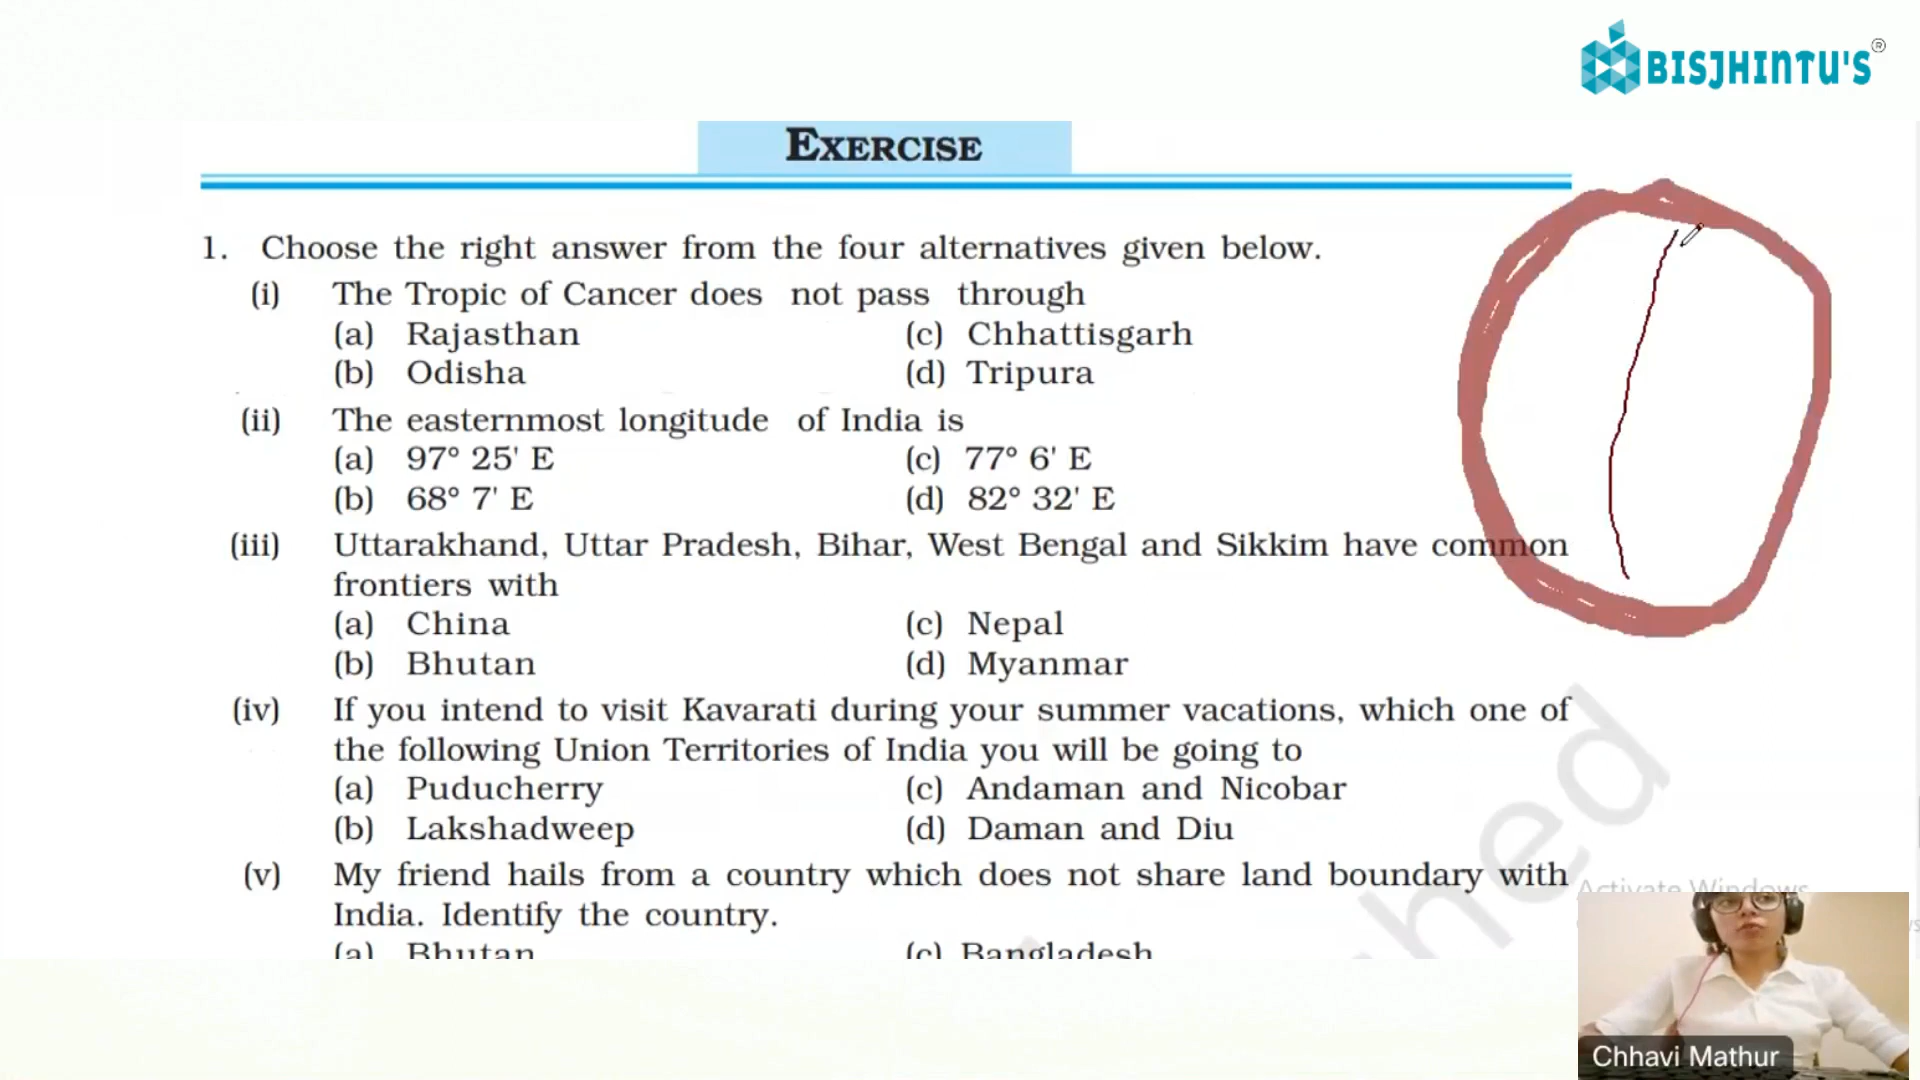 BISJHINTU'S ®
EXERCISE
1. Choose the right answer from the four alternatives given below.
(i) The Tropic of Cancer does not pass through
(a) Rajasthan (c) Chhattisgarh
(b) Odisha (d) Tripura
(ii) The easternmost longitude of India is
(a) 97° 25' E (c) 77° 6' E
(b) 68° 7' E (d) 82° 32' E
(iii) Uttarakhand, Uttar Pradesh, Bihar, West Bengal and Sikkim have common
frontiers with
(a) China (c) Nepal
(b) Bhutan (d) Myanmar
(iv) If you intend to visit Kavarati during your summer vacations, which one of
the following Union Territories of India you will be going to
(a) Puducherry (c) Andaman and Nicobar
(b) Lakshadweep (d) Daman and Diu
(v) My friend hails from a country which does not share land boundary with
India. Identify the country.
(a) Bhutan (c) Bangladesh
Activate Windows
Chhavi Mathur